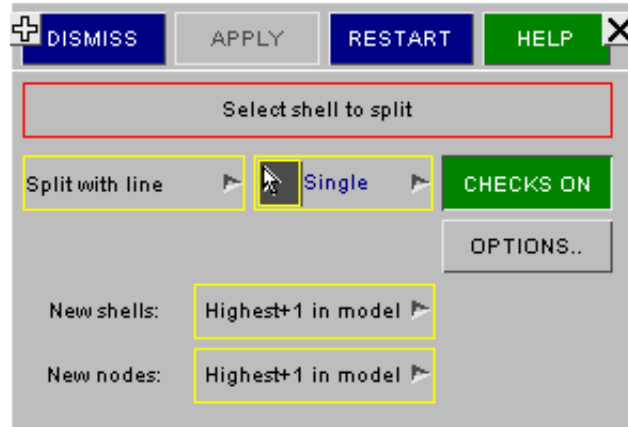 DISMISS APPLY RESTART HELP
Select shell to split
Split with line Single CHECKS ON
OPTIONS..
New shells: Highest+1 in model
New nodes: Highest+1 in model